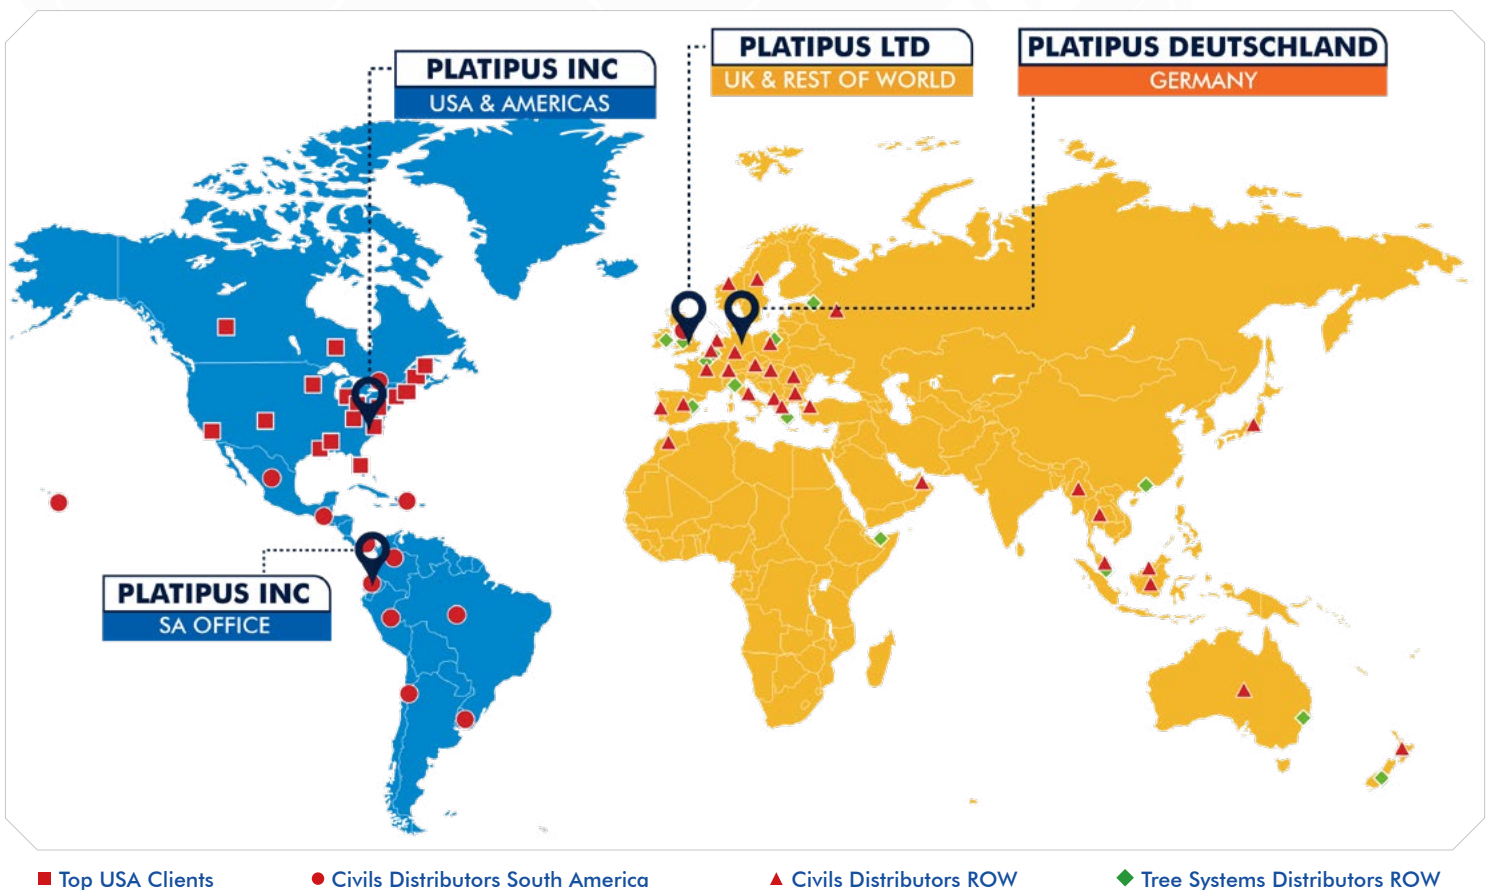 PLATIPUS INC
USA & AMERICAS
PLATIPUS LTD
UK & REST OF WORLD
PLATIPUS DEUTSCHLAND
GERMANY
PLATIPUS INC
SA OFFICE
Top USA Clients
Civils Distributors South America
Civils Distributors ROW
Tree Systems Distributors ROW